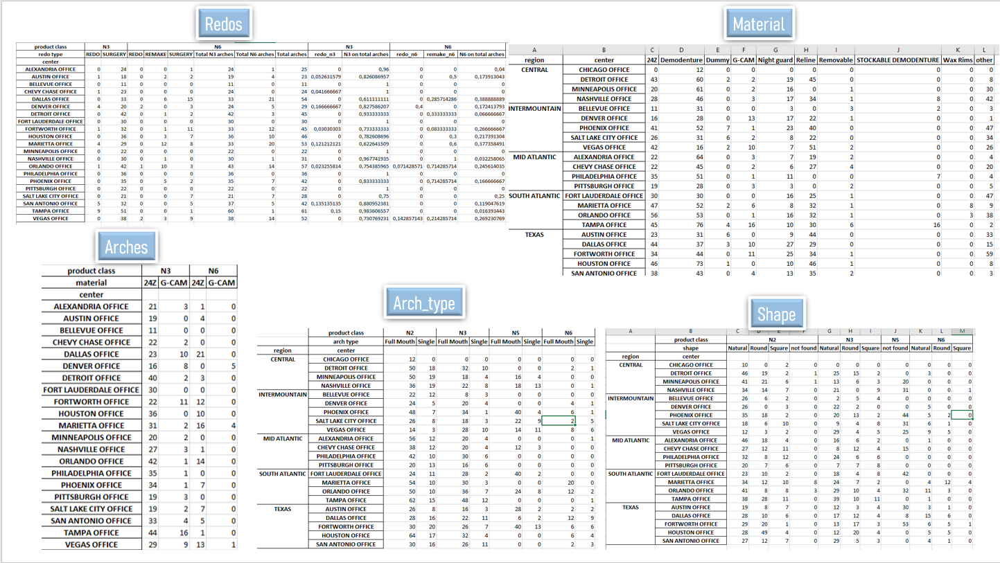 Redos
product class N3 N6 N3 N6
redo type REDO SURGERY REDO REMAKE SURGERY Total N3 arches Total N6 arches Total arches redo_n3 N3 on total arches redo_n6 remake_n6 N6 on total arches
center
ALEXANDRIA OFFICE 0 24 0 0 1 24 1 25 0 0,96 0 0 0,04
AUSTIN OFFICE 1 18 0 2 2 19 4 23 0,052631579 0,826086957 0 0,5 0,173913043
BELLEVUE OFFICE 0 11 0 0 0 11 0 11 0 1 0 0 0
CHEVY CHASE OFFICE 1 23 0 0 0 24 0 24 0,041666667 1 0 0 0
DALLAS OFFICE 0 33 0 6 15 33 21 54 0 0,611111111 0 0,285714286 0,388888889
DENVER OFFICE 4 20 2 0 3 24 5 29 0,166666667 0,827586207 0,4 0 0,172413793
DETROIT OFFICE 0 42 0 1 2 42 3 45 0 0,933333333 0 0,333333333 0,066666667
FORT LAUDERDALE OFFICE 0 30 0 0 0 30 0 30 0 1 0 0 0
FORTWORTH OFFICE 1 32 0 1 11 33 12 45 0,03030303 0,733333333 0 0,083333333 0,266666667
HOUSTON OFFICE 0 36 0 3 7 36 10 46 0 0,782608696 0 0,3 0,217391304
MARIETTA OFFICE 4 29 0 12 8 33 20 53 0,121212121 0,622641509 0 0,6 0,377358491
MINNEAPOLIS OFFICE 0 22 0 0 0 22 0 22 0 1 0 0 0
NASHVILLE OFFICE 0 30 0 1 0 30 1 31 0 0,967741935 0 1 0,032258065
ORLANDO OFFICE 1 42 1 10 3 43 14 57 0,023255814 0,754385965 0,071428571 0,714285714 0,245614035
PHILADELPHIA OFFICE 0 36 0 0 0 36 0 36 0 1 0 0 0
PHOENIX OFFICE 0 35 0 5 2 35 7 42 0 0,833333333 0 0,714285714 0,166666667
PITTSBURGH OFFICE 0 22 0 0 0 22 0 22 0 1 0 0 0
SALT LAKE CITY OFFICE 0 21 0 0 7 21 7 28 0 0,75 0 0 0,25
SAN ANTONIO OFFICE 5 32 0 0 5 37 5 42 0,135135135 0,880952381 0 0 0,119047619
TAMPA OFFICE 9 51 0 0 1 60 1 61 0,15 0,983606557 0 0 0,016393443
VEGAS OFFICE 0 38 2 3 9 38 14 52 0 0,730769231 0,142857143 0,214285714 0,269230769
Material
A B C D E F G H I J K L
region center 24Z Demodenture Dummy G-CAM Night guard Reline Removable STOCKABLE DEMODENTURE Wax Rims other
CENTRAL CHICAGO OFFICE 0 12 0 0 0 0 0 0 0 0
DETROIT OFFICE 43 60 2 2 19 45 0 0 0 8
MINNEAPOLIS OFFICE 20 61 0 2 16 0 1 0 0 30
NASHVILLE OFFICE 28 46 0 3 17 34 1 8 0 42
INTERMOUNTAIN BELLEVUE OFFICE 11 31 0 0 3 0 3 2 0 3
DENVER OFFICE 16 28 0 13 17 22 1 0 0 1
PHOENIX OFFICE 41 52 7 1 23 40 0 0 0 47
SALT LAKE CITY OFFICE 26 31 6 2 8 22 0 0 0 34
VEGAS OFFICE 42 16 2 10 7 51 2 0 0 26
MID ATLANTIC ALEXANDRIA OFFICE 22 64 0 3 7 19 2 0 0 4
CHEVY CHASE OFFICE 22 45 0 2 6 27 4 0 0 20
PHILADELPHIA OFFICE 35 51 0 1 11 0 0 7 0 4
PITTSBURGH OFFICE 19 28 0 3 3 0 2 0 0 5
SOUTH ATLANTIC FORT LAUDERDALE OFFICE 30 30 0 0 16 25 1 0 0 47
MARIETTA OFFICE 47 52 2 6 8 32 1 0 8 9
ORLANDO OFFICE 56 53 0 1 16 32 1 0 3 38
TAMPA OFFICE 45 76 4 16 10 30 6 16 0 2
TEXAS AUSTIN OFFICE 23 31 6 0 9 44 0 0 0 33
DALLAS OFFICE 44 37 3 10 27 29 0 0 0 15
FORTWORTH OFFICE 34 44 0 11 25 34 1 0 0 59
HOUSTON OFFICE 46 73 1 0 10 46 1 0 0 8
SAN ANTONIO OFFICE 38 43 0 4 13 35 2 0 0 3
Arches
product class N3 N6
material 24Z G-CAM 24Z G-CAM
center
ALEXANDRIA OFFICE 21 3 1 0
AUSTIN OFFICE 19 0 4 0
BELLEVUE OFFICE 11 0 0 0
CHEVY CHASE OFFICE 22 2 0 0
DALLAS OFFICE 23 10 21 0
DENVER OFFICE 16 8 0 5
DETROIT OFFICE 40 2 3 0
FORT LAUDERDALE OFFICE 30 0 0 0
FORTWORTH OFFICE 22 11 12 0
HOUSTON OFFICE 36 0 10 0
MARIETTA OFFICE 31 2 16 4
MINNEAPOLIS OFFICE 20 2 0 0
NASHVILLE OFFICE 27 3 1 0
ORLANDO OFFICE 42 1 14 0
PHILADELPHIA OFFICE 35 1 0 0
PHOENIX OFFICE 34 1 7 0
PITTSBURGH OFFICE 19 3 0 0
SALT LAKE CITY OFFICE 19 2 7 0
SAN ANTONIO OFFICE 33 4 5 0
TAMPA OFFICE 44 16 1 0
VEGAS OFFICE 29 9 13 1
Arch_type
product class N2 N3 N5 N6
arch type Full Mouth Single Full Mouth Single Full Mouth Single Full Mouth Single
region center
CENTRAL CHICAGO OFFICE 12 0 0 0 0 0 0 0
DETROIT OFFICE 50 18 32 10 0 0 2 1
MINNEAPOLIS OFFICE 50 19 18 4 16 4 0 0
NASHVILLE OFFICE 36 19 22 8 18 13 0 1
INTERMOUNTAIN BELLEVUE OFFICE 22 12 8 3 0 0 0 0
DENVER OFFICE 24 5 20 4 0 0 4 1
PHOENIX OFFICE 48 7 34 1 40 4 6 1
SALT LAKE CITY OFFICE 26 8 18 3 22 9 2 5
VEGAS OFFICE 14 3 28 10 14 11 8 6
MID ATLANTIC ALEXANDRIA OFFICE 56 12 20 4 0 0 0 1
CHEVY CHASE OFFICE 38 12 20 4 12 3 0 0
PHILADELPHIA OFFICE 42 10 30 6 0 0 0 0
PITTSBURGH OFFICE 20 13 16 6 0 0 0 0
SOUTH ATLANTIC FORT LAUDERDALE OFFICE 24 11 28 2 40 2 0 0
MARIETTA OFFICE 54 10 30 3 0 0 20 0
ORLANDO OFFICE 50 10 36 7 24 8 12 2
TAMPA OFFICE 62 15 48 12 0 0 0 1
TEXAS AUSTIN OFFICE 26 8 16 3 28 2 2 2
DALLAS OFFICE 28 16 22 11 6 2 12 9
FORTWORTH OFFICE 30 20 26 7 40 13 6 6
HOUSTON OFFICE 64 17 32 4 0 0 6 4
SAN ANTONIO OFFICE 30 16 26 11 0 0 2 3
Shape
A B C D E F G H I J K L M
product class N2 N3 N5 N6
shape Natural Round Square not found Natural Round Square not found Natural Round Square
region center
CENTRAL CHICAGO OFFICE 10 0 2 0 0 0 0 0 0 0 0
DETROIT OFFICE 46 19 2 1 25 15 2 0 3 0 0
MINNEAPOLIS OFFICE 41 21 6 1 13 6 3 20 0 0 0
NASHVILLE OFFICE 34 14 7 0 21 0 9 31 0 0 1
INTERMOUNTAIN BELLEVUE OFFICE 26 6 2 0 2 5 4 0 0 0 0
DENVER OFFICE 26 0 3 0 22 2 0 0 5 0 0
PHOENIX OFFICE 35 18 2 0 20 13 2 44 5 2 0
SALT LAKE CITY OFFICE 18 6 10 0 9 4 8 31 6 1 0
VEGAS OFFICE 12 3 2 0 29 4 5 25 9 5 0
MID ATLANTIC ALEXANDRIA OFFICE 46 18 4 0 16 6 2 0 1 0 0
CHEVY CHASE OFFICE 27 12 11 0 8 12 4 15 0 0 0
PHILADELPHIA OFFICE 32 8 12 0 24 6 6 0 0 0 0
PITTSBURGH OFFICE 20 7 6 0 7 7 8 0 0 0 0
SOUTH ATLANTIC FORT LAUDERDALE OFFICE 23 10 2 0 18 4 8 42 0 0 0
MARIETTA OFFICE 34 12 10 8 24 7 2 0 4 12 4
ORLANDO OFFICE 41 8 8 3 29 10 4 32 11 3 0
TAMPA OFFICE 38 28 11 0 39 10 11 0 1 0 0
TEXAS AUSTIN OFFICE 19 8 7 0 12 3 4 30 3 1 0
DALLAS OFFICE 28 10 6 0 17 12 4 8 15 6 0
FORTWORTH OFFICE 29 20 1 0 13 17 3 53 6 5 1
HOUSTON OFFICE 28 49 4 0 12 20 4 0 5 5 0
SAN ANTONIO OFFICE 27 12 7 0 29 5 3 0 4 1 0